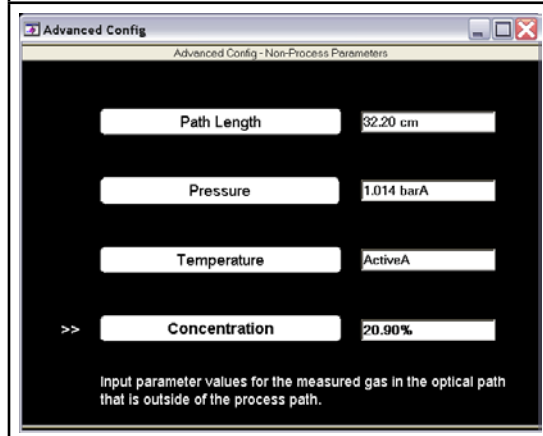 Advanced Config
Advanced Config - Non-Process Parameters
Path Length 32.20 cm
Pressure 1.014 barA
Temperature ActiveA
>> Concentration 20.90%
Input parameter values for the measured gas in the optical path
that is outside of the process path.